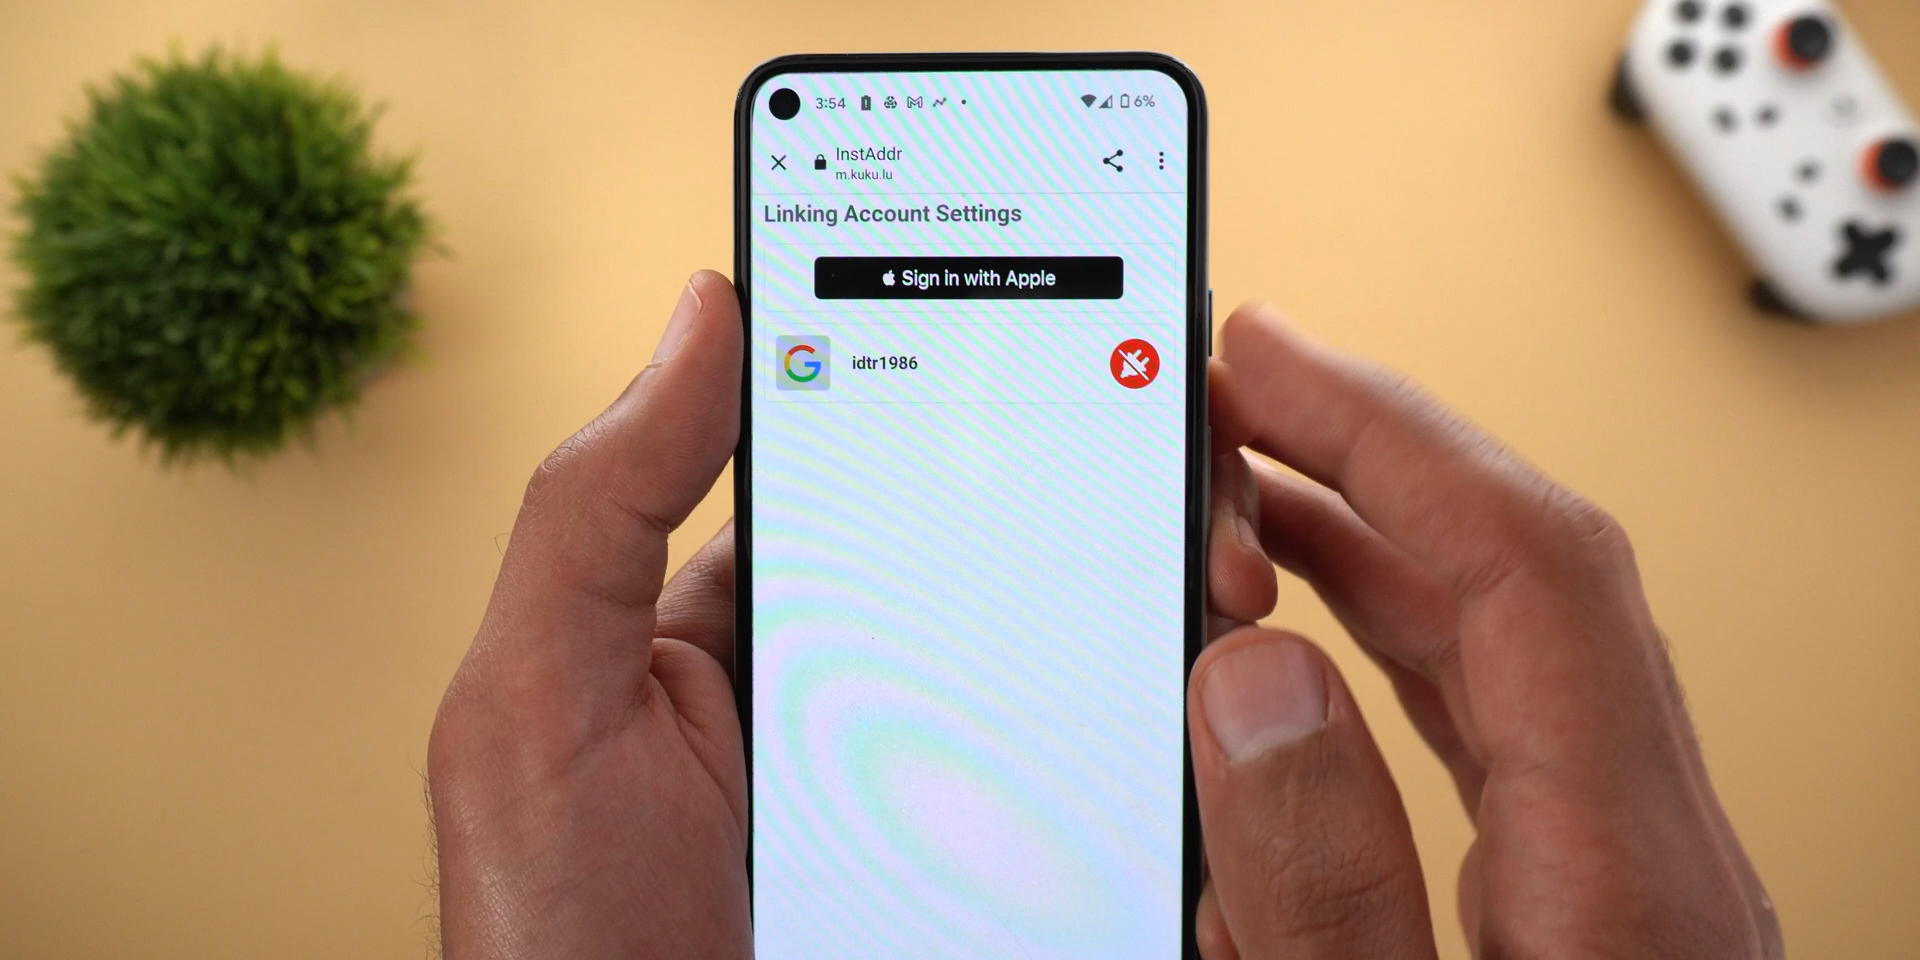 3:54 6%
InstAddr
m.kuku.lu
Linking Account Settings
Sign in with Apple
idtr1986